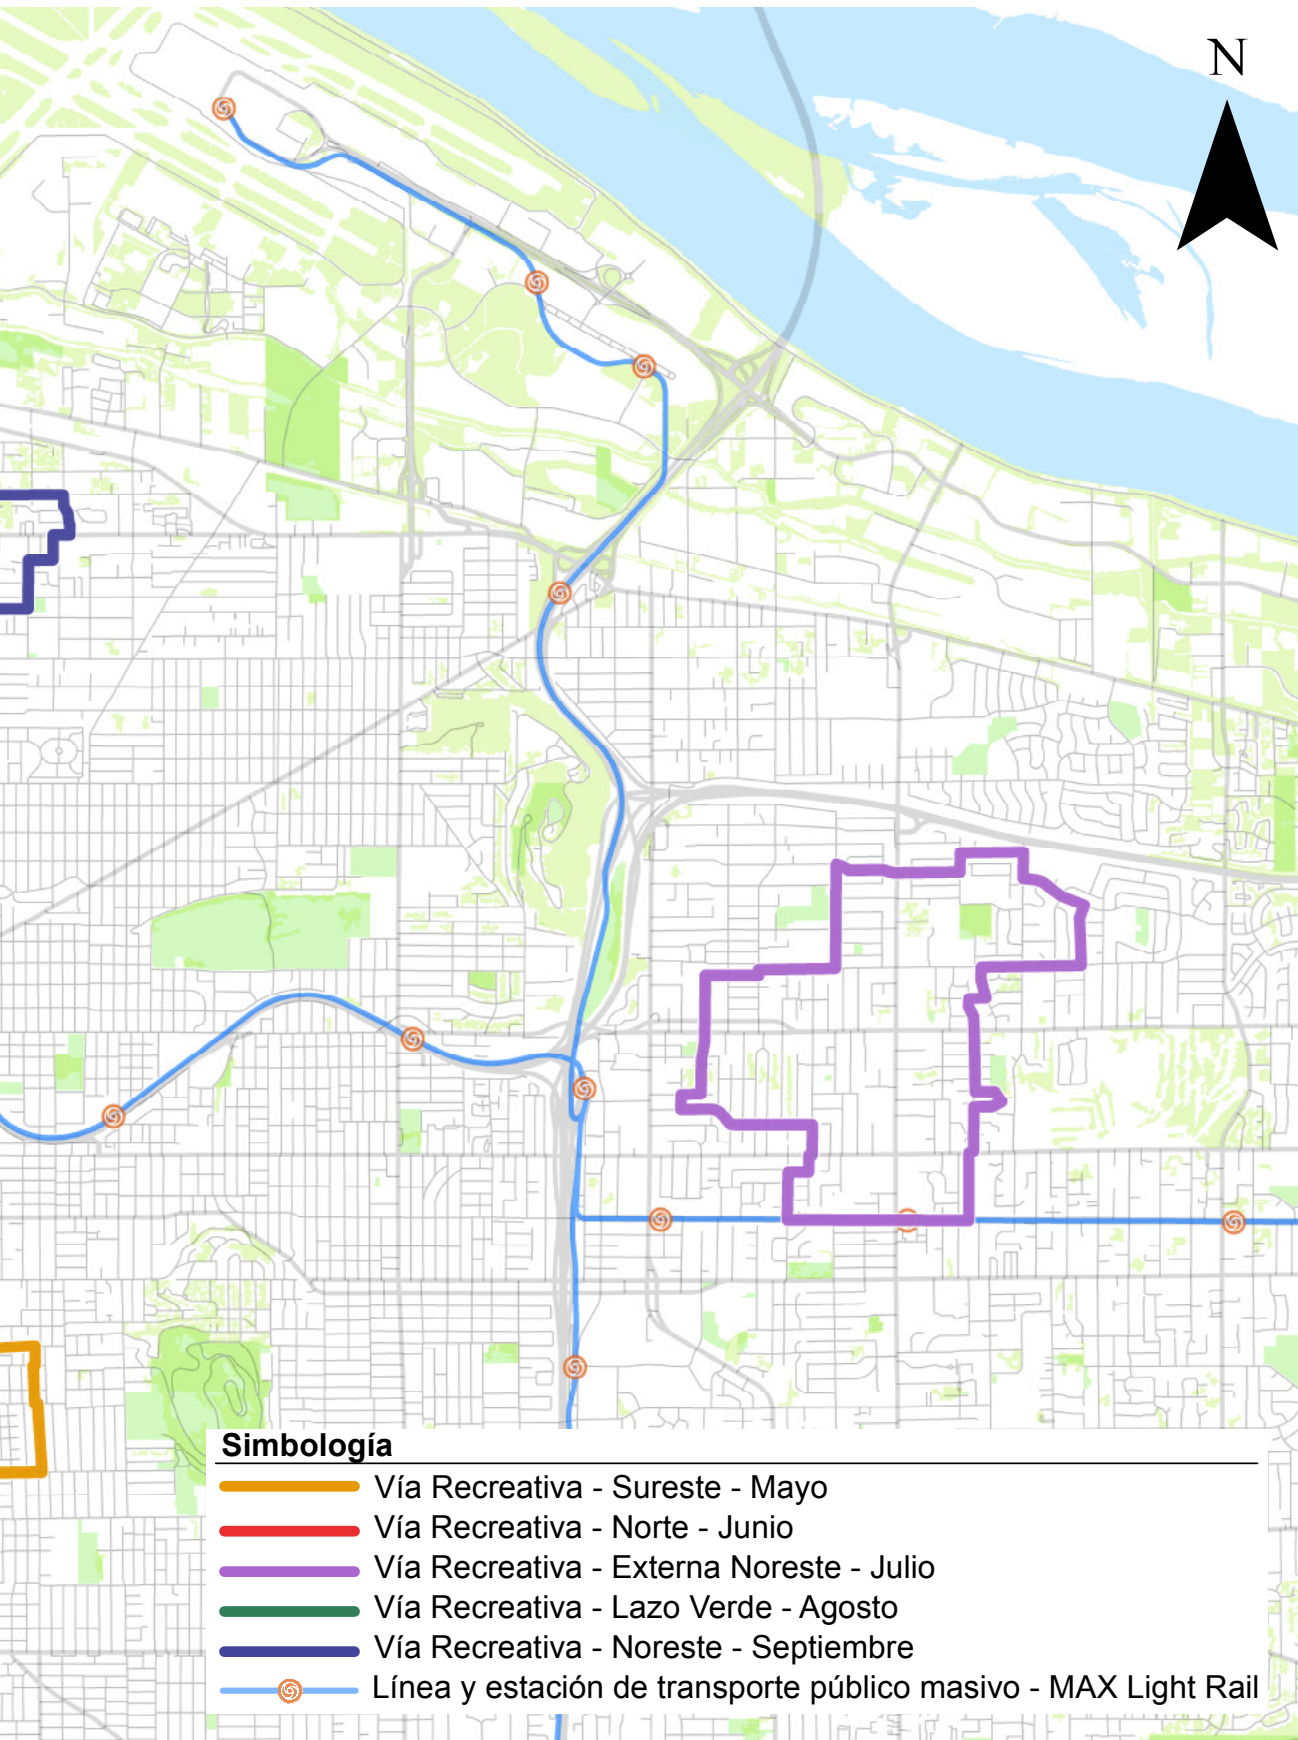 N
Simbología
Vía Recreativa - Sureste - Mayo
Vía Recreativa - Norte - Junio
Vía Recreativa - Externa Noreste - Julio
Vía Recreativa - Lazo Verde - Agosto
Vía Recreativa - Noreste - Septiembre
Línea y estación de transporte público masivo - MAX Light Rail